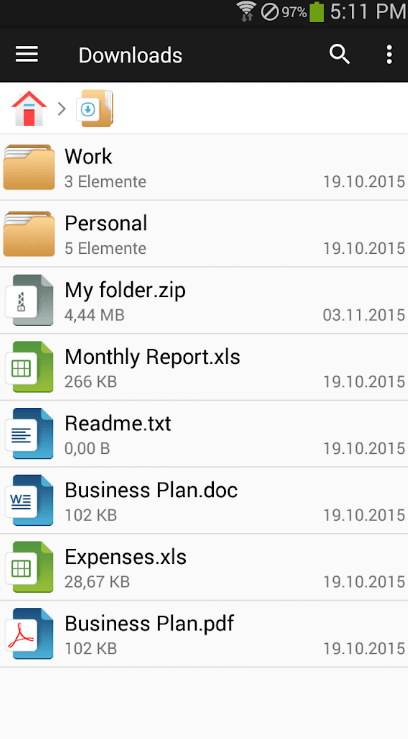 97% 5:11 PM
Downloads
Work
3 Elemente 19.10.2015
Personal
5 Elemente 19.10.2015
My folder.zip
4,44 MB 03.11.2015
Monthly Report.xls
266 KB 19.10.2015
Readme.txt
0,00 B 19.10.2015
Business Plan.doc
102 KB 19.10.2015
Expenses.xls
28,67 KB 19.10.2015
Business Plan.pdf
102 KB 19.10.2015